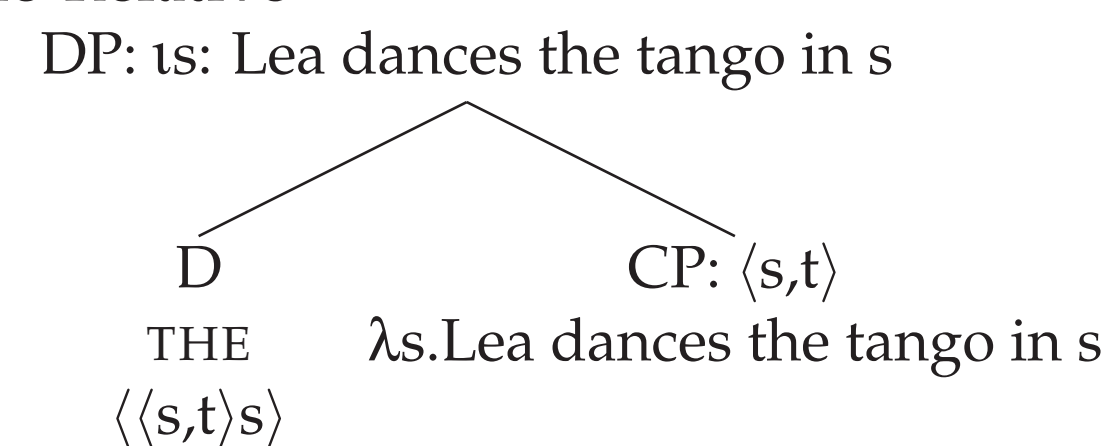 DP: ιs: Lea dances the tango in s
D CP: ⟨s,t⟩
THE λs.Lea dances the tango in s
⟨⟨s,t⟩s⟩